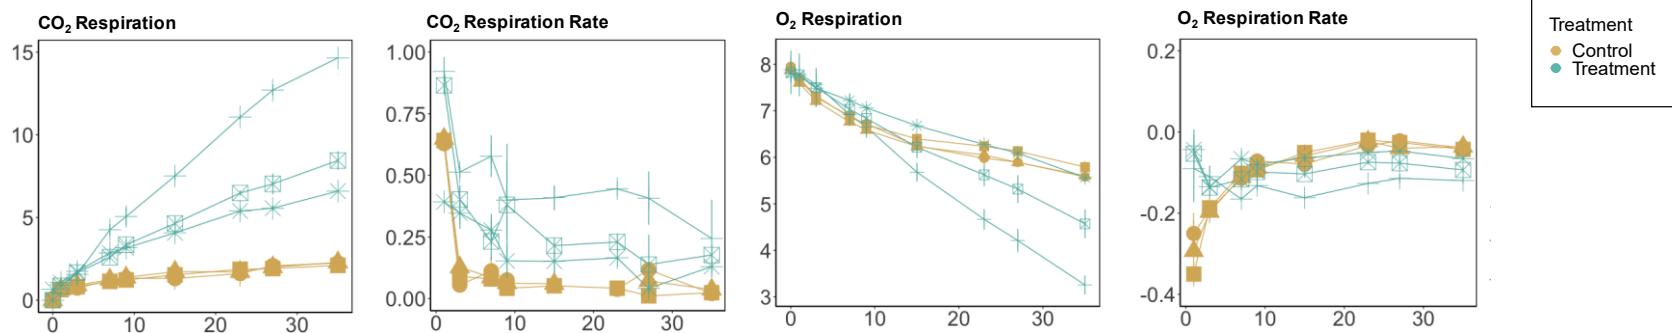 CO₂ Respiration
15
10
5
0
0 10 20 30
CO₂ Respiration Rate
1.00
0.75
0.50
0.25
0.00
0 10 20 30
O₂ Respiration
8
7
6
5
4
3
0 10 20 30
O₂ Respiration Rate
0.2
0.0
-0.2
-0.4
0 10 20 30
Treatment
Control
Treatment